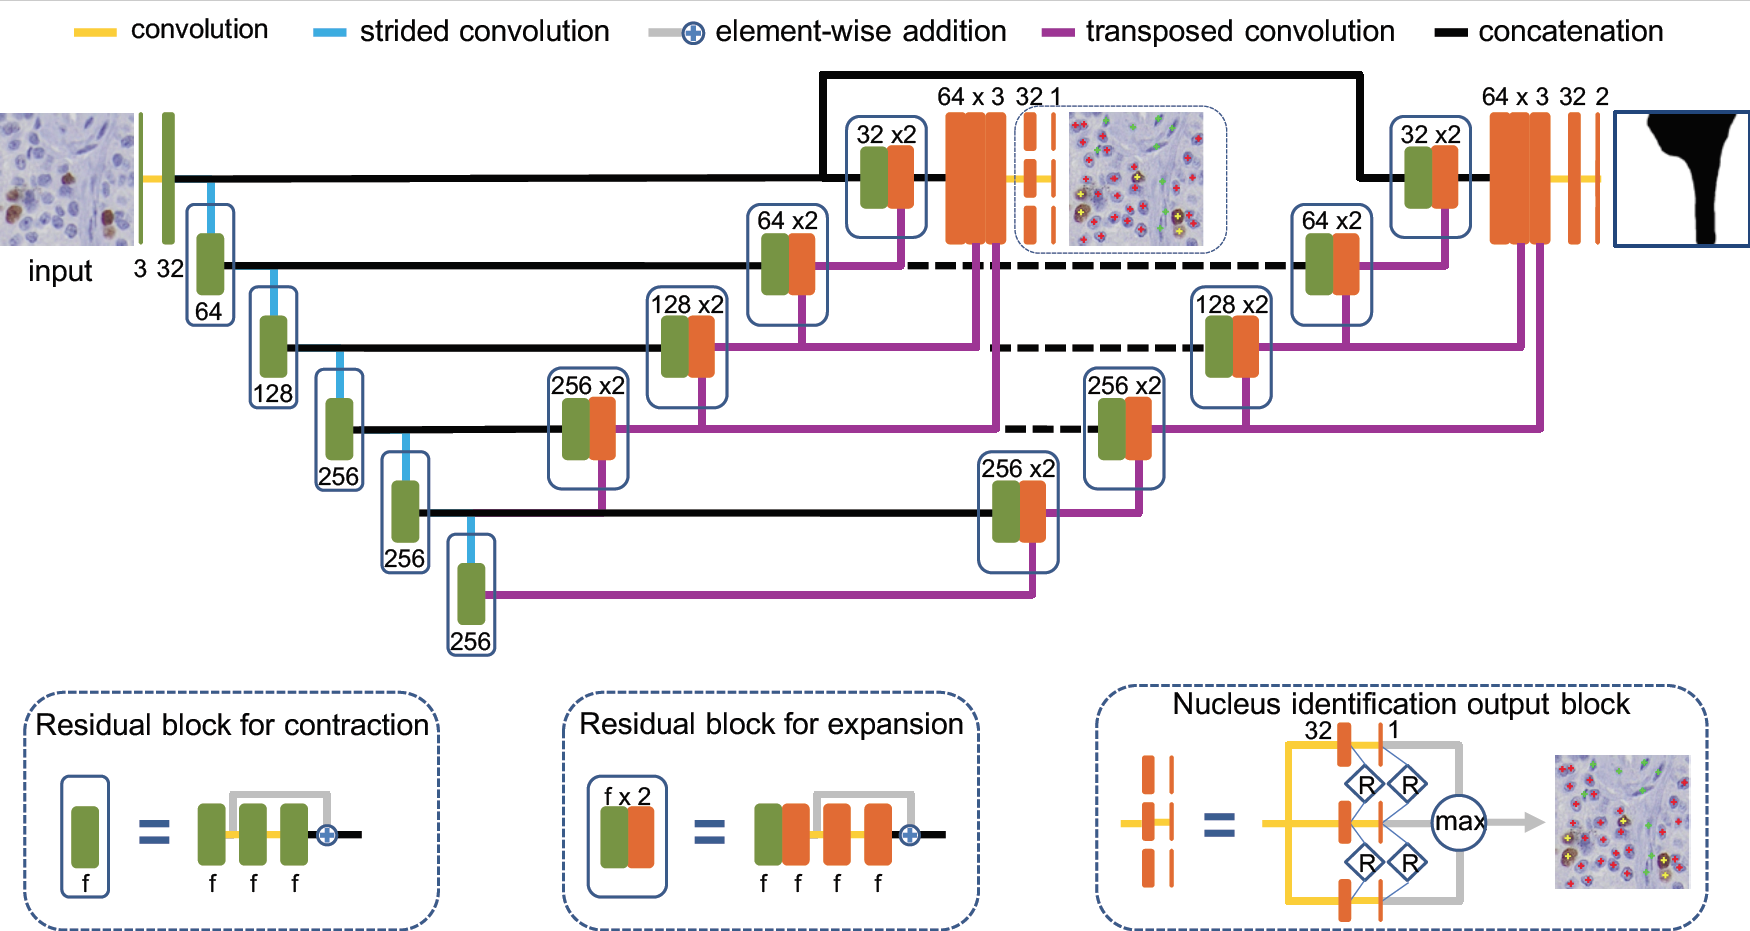 convolution strided convolution element-wise addition transposed convolution concatenation
64 x 3 32 1 64 x 3 32 2
32 x2 32 x2
64 x2 64 x2
input 3 32
128 x2 128 x2
64
256 x2 256 x2
128
256 x2
256
256
256
Residual block for contraction
f
f f f
Residual block for expansion
f x 2
f f f f
Nucleus identification output block
32 1
R R
max
R R